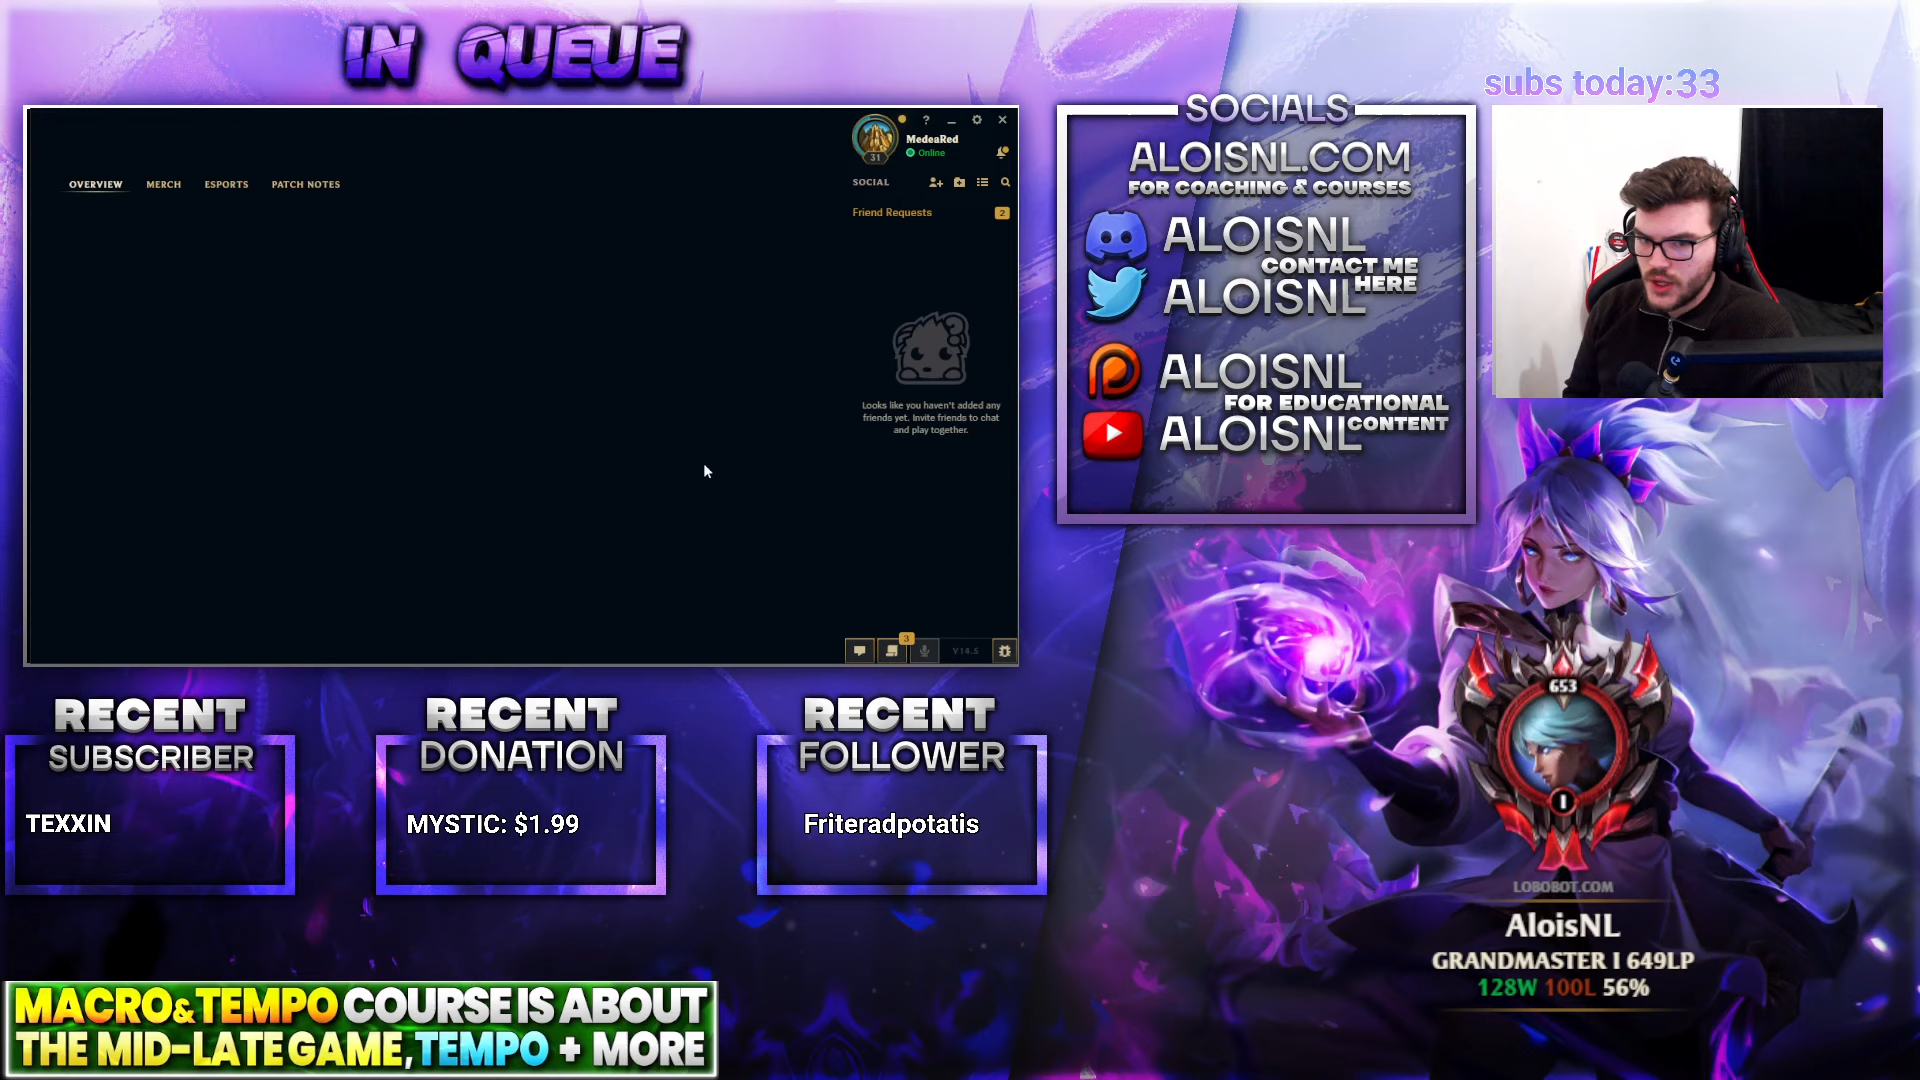 IN QUEUE
subs today:33
MedeaRed
31
Online
OVERVIEW MERCH ESPORTS PATCH NOTES
SOCIAL
Friend Requests 2
Looks like you haven't added any
friends yet. Invite friends to chat
and play together.
3
V14.5
SOCIALS
ALOISNL.COM
FOR COACHING & COURSES
ALOISNL
CONTACT ME
HERE
ALOISNL
ALOISNL
FOR EDUCATIONAL
CONTENT
ALOISNL
RECENT
SUBSCRIBER
TEXXIN
RECENT
DONATION
MYSTIC: $1.99
RECENT
FOLLOWER
Friteradpotatis
653
I
LOBOBOT.COM
AloisNL
GRANDMASTER I 649LP
128W 100L 56%
MACRO&TEMPO COURSE IS ABOUT
THE MID-LATE GAME, TEMPO + MORE